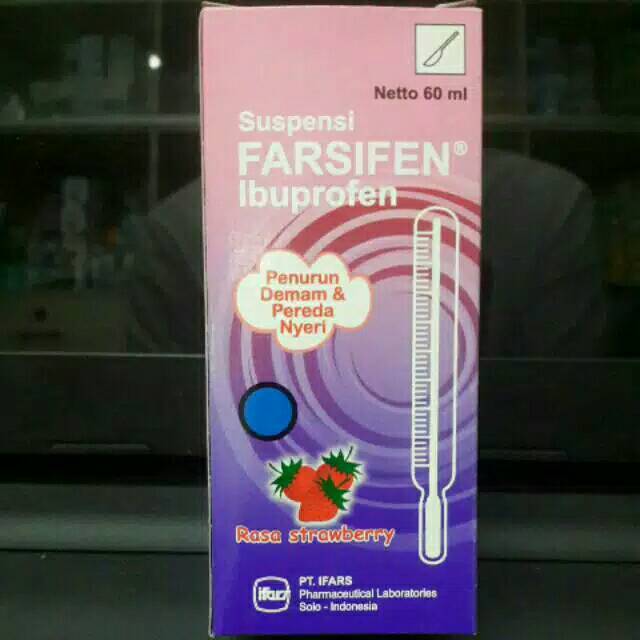 Netto 60 ml
Suspensi
FARSIFEN®
Ibuprofen
Penurun
Demam &
Pereda
Nyeri
Rasa strawberry
ifars
PT. IFARS
Pharmaceutical Laboratories
Solo - Indonesia